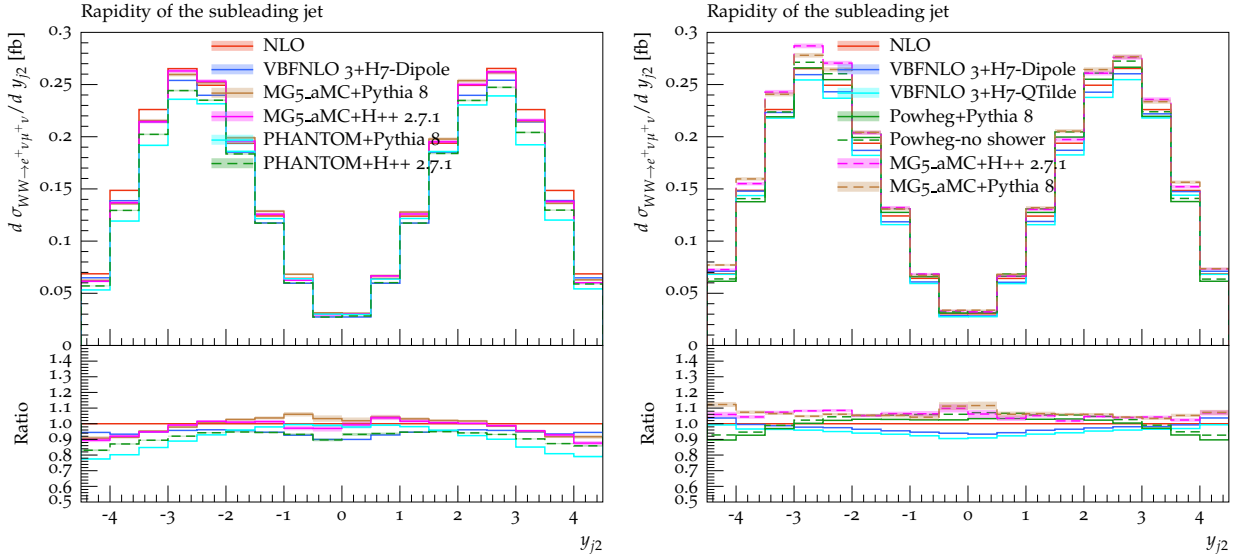 Rapidity of the subleading jet
d σ_{WW→e⁺νμ⁺ν}/d y_{j2} [fb]
0.3
0.25
0.2
0.15
0.1
0.05
0
NLO
VBFNLO 3+H7-Dipole
MG5_aMC+Pythia 8
MG5_aMC+H++ 2.7.1
PHANTOM+Pythia 8
PHANTOM+H++ 2.7.1
Ratio
1.4
1.3
1.2
1.1
1.0
0.9
0.8
0.7
0.6
0.5
-4 -3 -2 -1 0 1 2 3 4
y_{j2}
Rapidity of the subleading jet
d σ_{WW→e⁺νμ⁺ν}/d y_{j2} [fb]
0.3
0.25
0.2
0.15
0.1
0.05
0
NLO
VBFNLO 3+H7-Dipole
VBFNLO 3+H7-QTilde
Powheg+Pythia 8
Powheg-no shower
MG5_aMC+H++ 2.7.1
MG5_aMC+Pythia 8
Ratio
1.4
1.3
1.2
1.1
1.0
0.9
0.8
0.7
0.6
0.5
-4 -3 -2 -1 0 1 2 3 4
y_{j2}